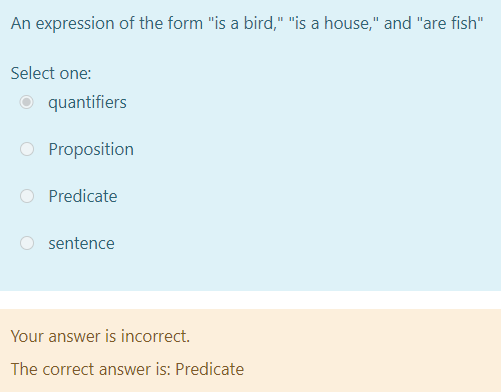 An expression of the form "is a bird," "is a house," and "are fish"
Select one:
quantifiers
Proposition
Predicate
sentence
Your answer is incorrect.
The correct answer is: Predicate